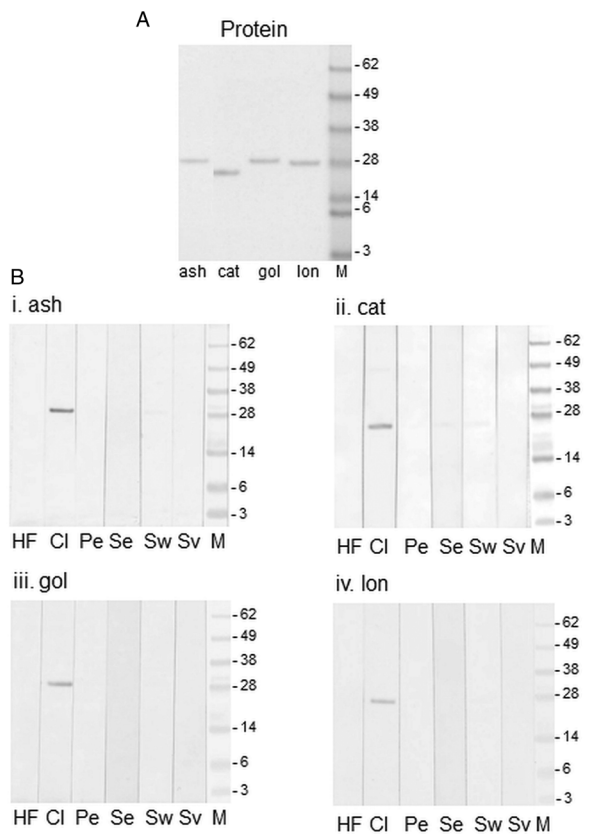 A
Protein
- 62
- 49
- 38
- 28
- 14
- 6
- 3
ash cat gol lon M
B
i. ash
- 62
- 49
- 38
- 28
- 14
- 6
- 3
HF Cl Pe Se Sw Sv M
ii. cat
- 62
- 49
- 38
- 28
- 14
- 6
- 3
HF Cl Pe Se Sw Sv M
iii. gol
- 62
- 49
- 38
- 28
- 14
- 6
- 3
HF Cl Pe Se Sw Sv M
iv. lon
- 62
- 49
- 38
- 28
- 14
- 6
- 3
HF Cl Pe Se Sw Sv M